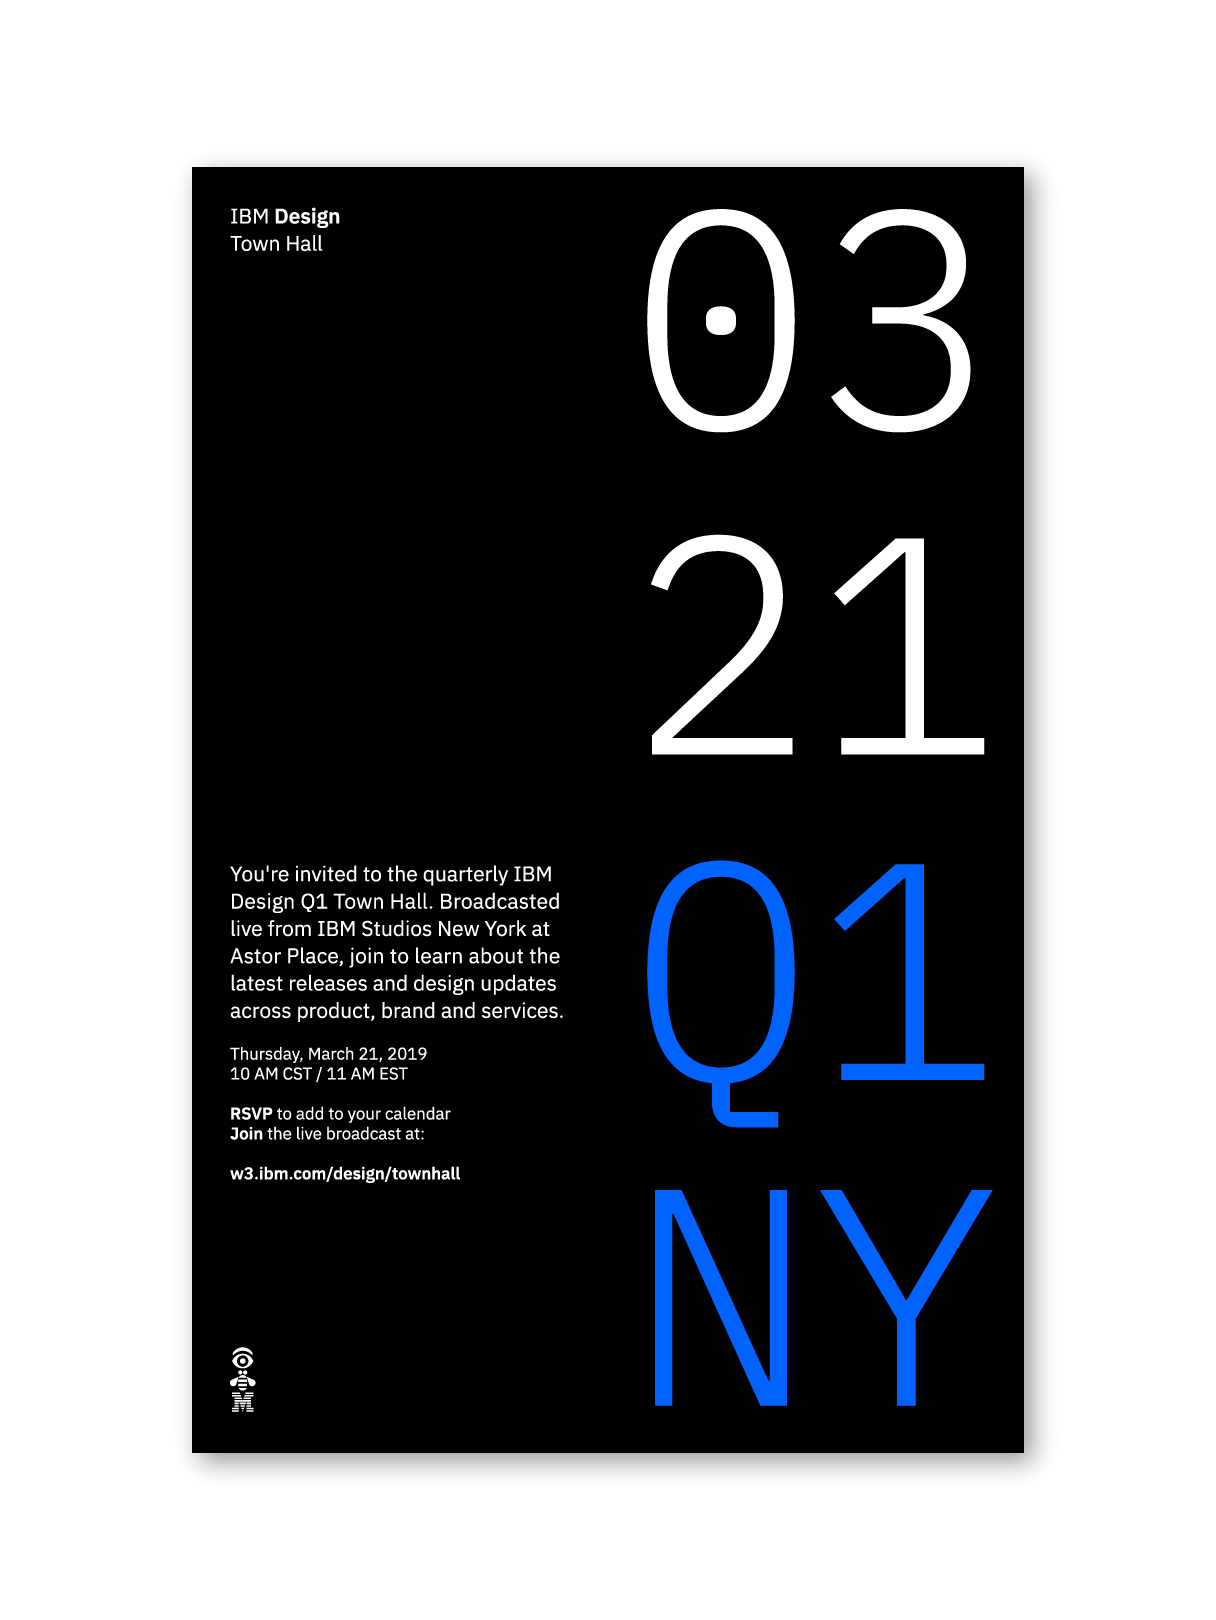 IBM Design
Town Hall
03
21
Q1
NY
You're invited to the quarterly IBM
Design Q1 Town Hall. Broadcasted
live from IBM Studios New York at
Astor Place, join to learn about the
latest releases and design updates
across product, brand and services.
Thursday, March 21, 2019
10 AM CST / 11 AM EST
RSVP to add to your calendar
Join the live broadcast at:
w3.ibm.com/design/townhall
M